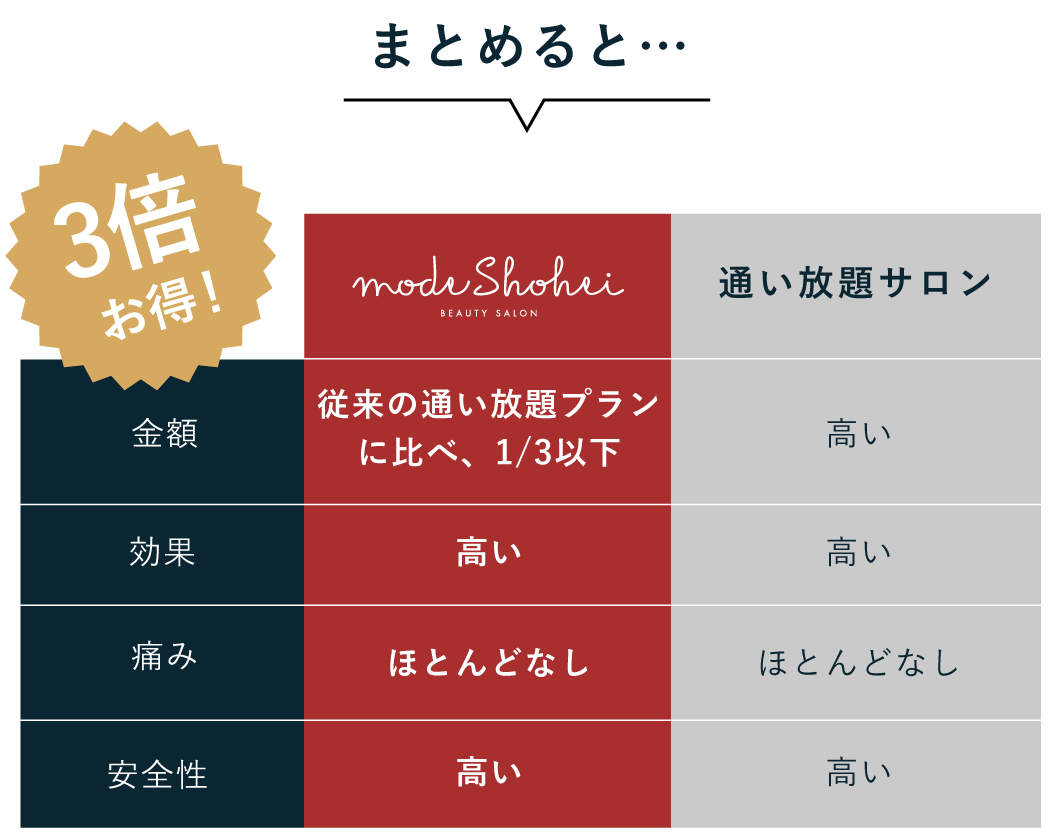 まとめると…
3倍
お得!
modeShohei
BEAUTY SALON
通い放題サロン
金額
従来の通い放題プラン
に比べ、1/3以下
高い
効果
高い
高い
痛み
ほとんどなし
ほとんどなし
安全性
高い
高い